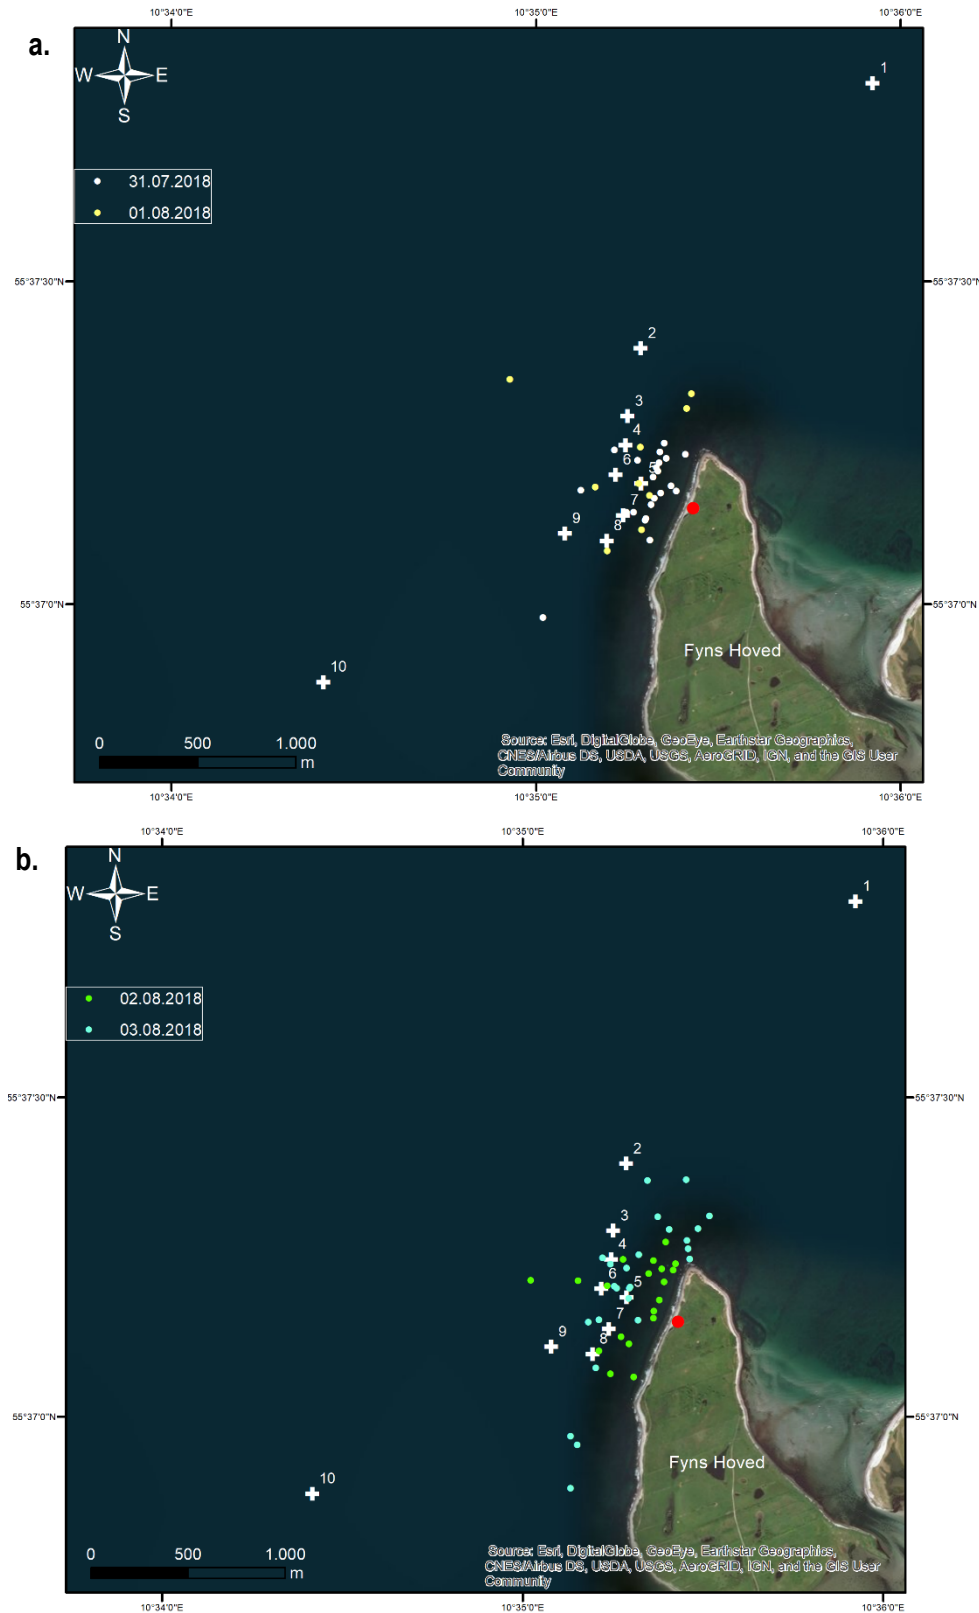 a.
10°34'0"E 10°35'0"E 10°36'0"E
N
W E
S
1
31.07.2018
01.08.2018
55°37'30"N 55°37'30"N
2
3
4
6
5
7
9
8
55°37'0"N 55°37'0"N
Fyns Hoved
10
0 500 1.000
m
Source: Esri, DigitalGlobe, GeoEye, Earthstar Geographics,
CNES/Airbus DS, USDA, USGS, AeroGRID, IGN, and the GIS User
Community
10°34'0"E 10°35'0"E 10°36'0"E
b.
10°34'0"E 10°35'0"E 10°36'0"E
N
W E
S
1
02.08.2018
03.08.2018
55°37'30"N 55°37'30"N
2
3
4
6
5
7
9
8
55°37'0"N 55°37'0"N
Fyns Hoved
10
0 500 1.000
m
Source: Esri, DigitalGlobe, GeoEye, Earthstar Geographics,
CNES/Airbus DS, USDA, USGS, AeroGRID, IGN, and the GIS User
Community
10°34'0"E 10°35'0"E 10°36'0"E